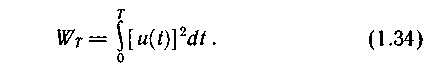 W_T = ∫_0^T [u(t)]^2 dt . (1.34)